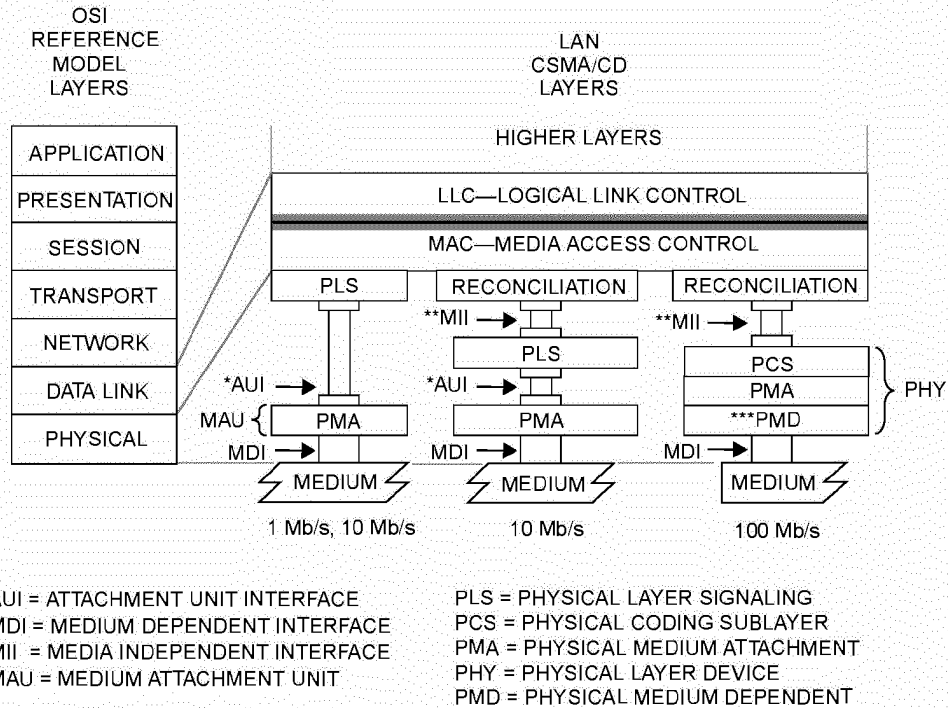 OSI
REFERENCE
MODEL
LAYERS
LAN
CSMA/CD
LAYERS
HIGHER LAYERS
APPLICATION
PRESENTATION
SESSION
TRANSPORT
NETWORK
DATA LINK
PHYSICAL
LLC—LOGICAL LINK CONTROL
MAC—MEDIA ACCESS CONTROL
PLS
*AUI
MAU
PMA
MDI
MEDIUM
1 Mb/s, 10 Mb/s
RECONCILIATION
**MII
PLS
*AUI
PMA
MDI
MEDIUM
10 Mb/s
RECONCILIATION
**MII
PCS
PMA
***PMD
PHY
MDI
MEDIUM
100 Mb/s
AUI = ATTACHMENT UNIT INTERFACE
MDI = MEDIUM DEPENDENT INTERFACE
MII = MEDIA INDEPENDENT INTERFACE
MAU = MEDIUM ATTACHMENT UNIT
PLS = PHYSICAL LAYER SIGNALING
PCS = PHYSICAL CODING SUBLAYER
PMA = PHYSICAL MEDIUM ATTACHMENT
PHY = PHYSICAL LAYER DEVICE
PMD = PHYSICAL MEDIUM DEPENDENT